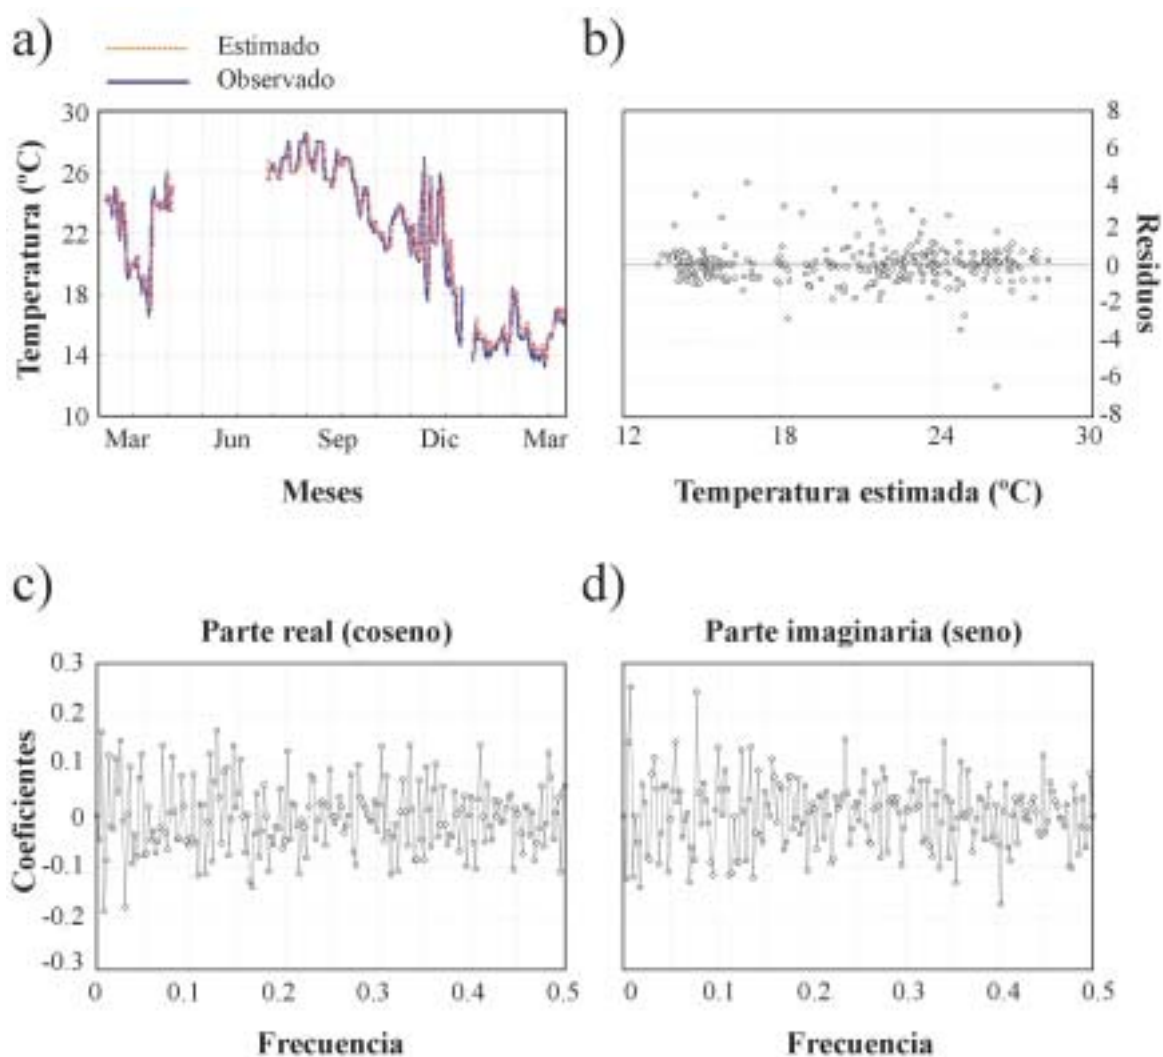 a)
Estimado
Observado
Temperatura (ºC)
30
26
22
18
14
10
Mar Jun Sep Dic Mar
Meses
b)
8
6
4
2
0
-2
-4
-6
-8
Residuos
12 18 24 30
Temperatura estimada (ºC)
c)
Parte real (coseno)
Coeficientes
0.3
0.2
0.1
0
-0.1
-0.2
-0.3
0 0.1 0.2 0.3 0.4 0.5
Frecuencia
d)
Parte imaginaria (seno)
0 0.1 0.2 0.3 0.4 0.5
Frecuencia